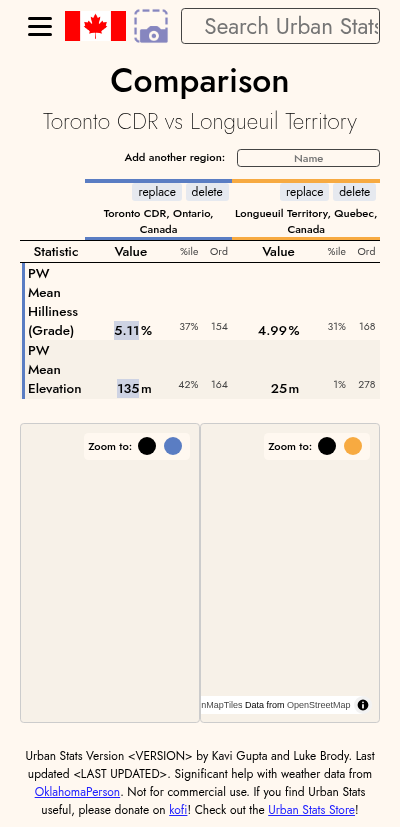 Search Urban Stats
Comparison
Toronto CDR vs Longueuil Territory
Add another region: Name
replace delete replace delete
Toronto CDR, Ontario, Canada
Longueuil Territory, Quebec, Canada
Statistic Value %ile Ord Value %ile Ord
PW Mean Hilliness (Grade) 5.11% 37% 154 4.99% 31% 168
PW Mean Elevation 135m 42% 164 25m 1% 278
Zoom to: Zoom to:
nMapTiles Data from OpenStreetMap
Urban Stats Version <VERSION> by Kavi Gupta and Luke Brody. Last
updated <LAST UPDATED>. Significant help with weather data from
OklahomaPerson. Not for commercial use. If you find Urban Stats
useful, please donate on kofi! Check out the Urban Stats Store!